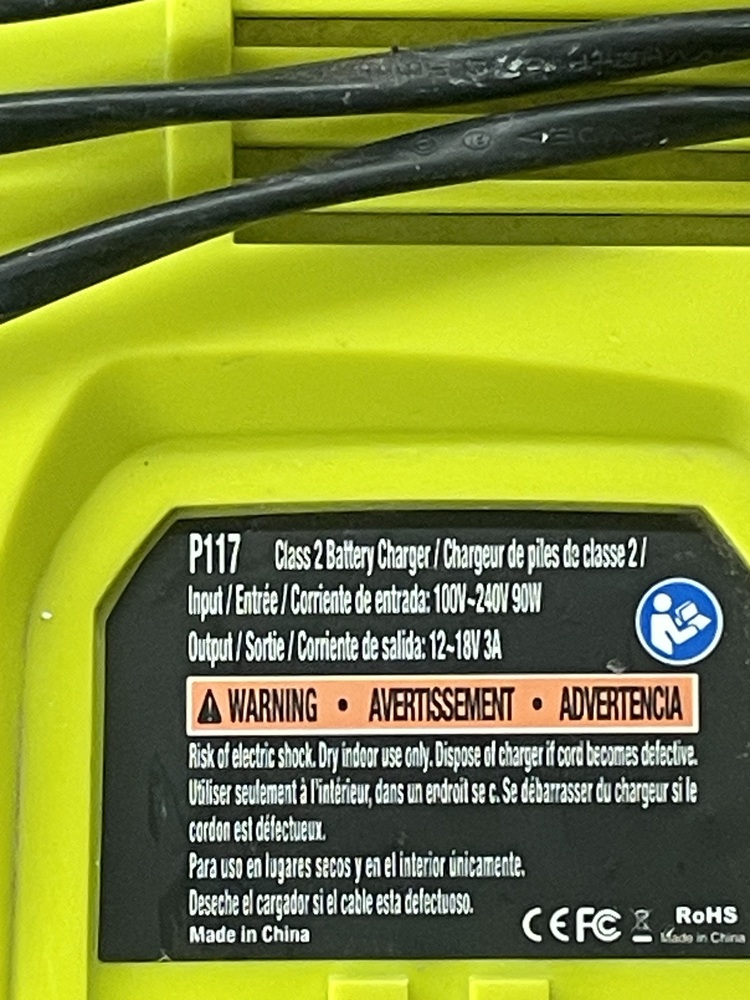 P117 Class 2 Battery Charger / Chargeur de piles de classe 2 /
Input / Entrée / Corriente de entrada: 100V~240V 90W
Output / Sortie / Corriente de salida: 12~18V 3A
WARNING • AVERTISSEMENT • ADVERTENCIA
Risk of electric shock. Dry indoor use only. Dispose of charger if cord becomes defective.
Utiliser seulement à l'intérieur, dans un endroit se c. Se débarrasser du chargeur si le
cordon est défectueux.
Para uso en lugares secos y en el interior únicamente.
Deseche el cargador si el cable esta defectuoso.
Made in China
CE FC RoHS
Made in China